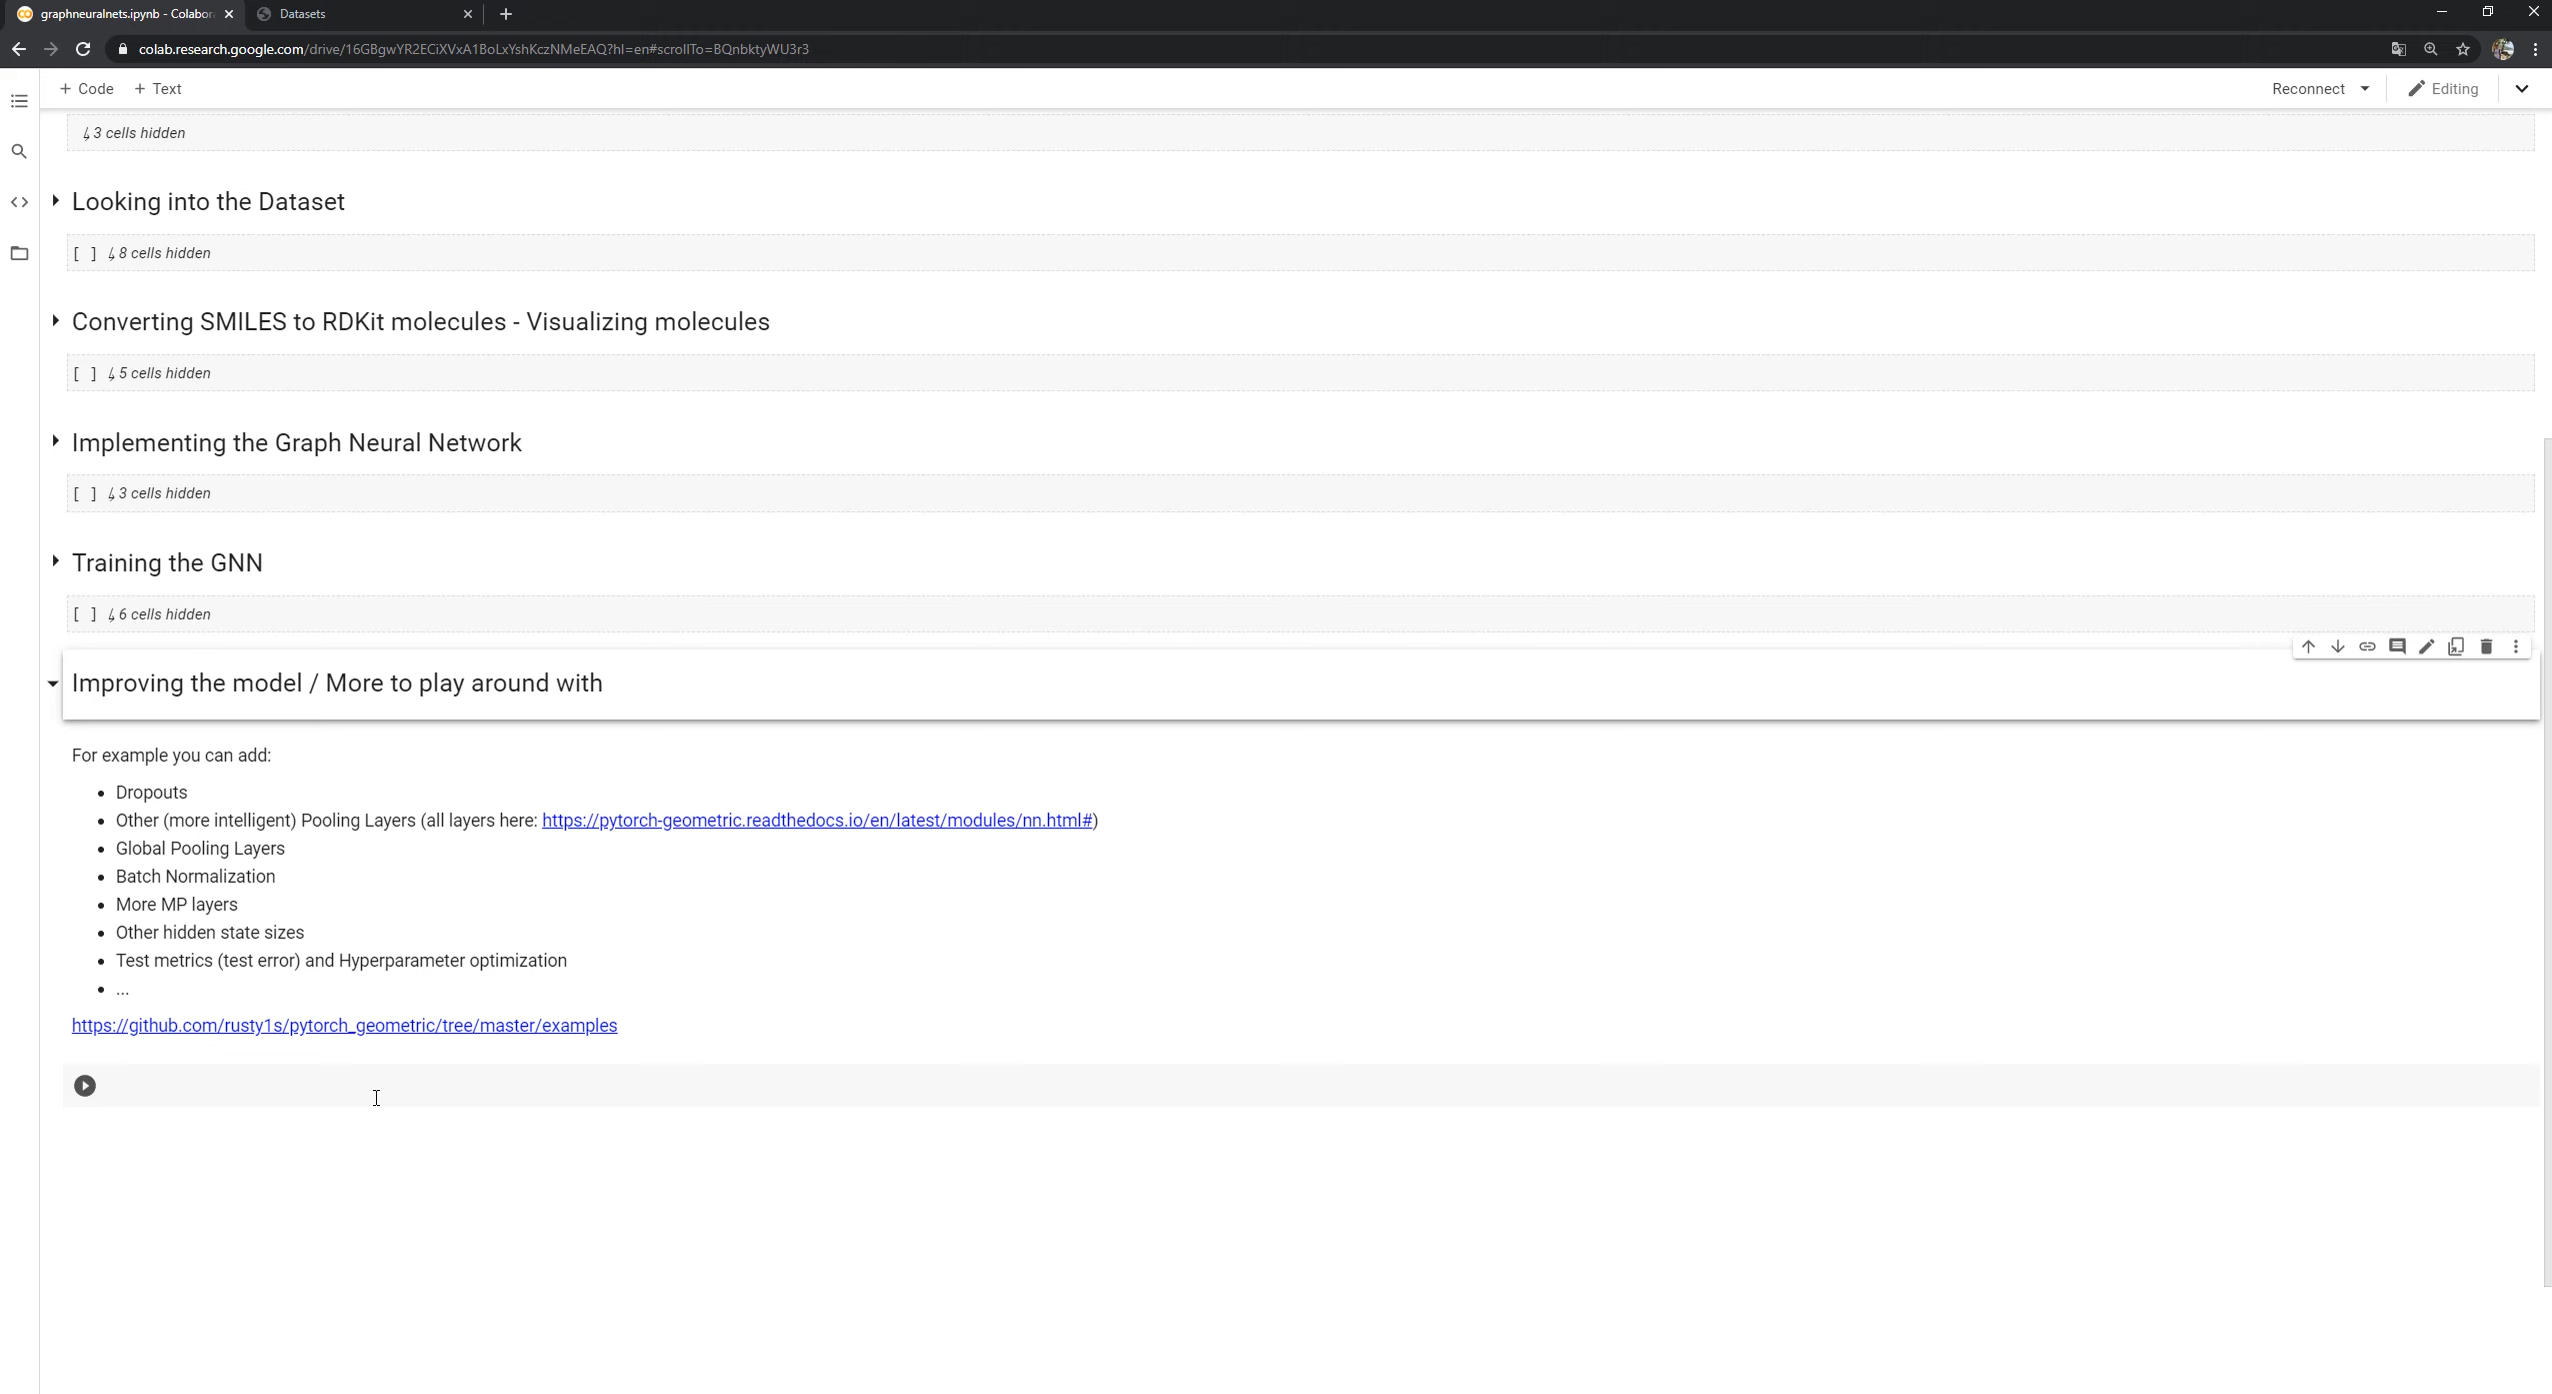 graphneuralnets.ipynb - Colabor
Datasets
colab.research.google.com/drive/16GBgwYR2ECiXVxA1BoLxYshKczNMeEAQ?hl=en#scrollTo=BQnbktyWU3r3
+ Code + Text
Reconnect
Editing
3 cells hidden
Looking into the Dataset
[ ] 8 cells hidden
Converting SMILES to RDKit molecules - Visualizing molecules
[ ] 5 cells hidden
Implementing the Graph Neural Network
[ ] 3 cells hidden
Training the GNN
[ ] 6 cells hidden
Improving the model / More to play around with
For example you can add:
• Dropouts
• Other (more intelligent) Pooling Layers (all layers here: https://pytorch-geometric.readthedocs.io/en/latest/modules/nn.html#)
• Global Pooling Layers
• Batch Normalization
• More MP layers
• Other hidden state sizes
• Test metrics (test error) and Hyperparameter optimization
• ...
https://github.com/rusty1s/pytorch_geometric/tree/master/examples